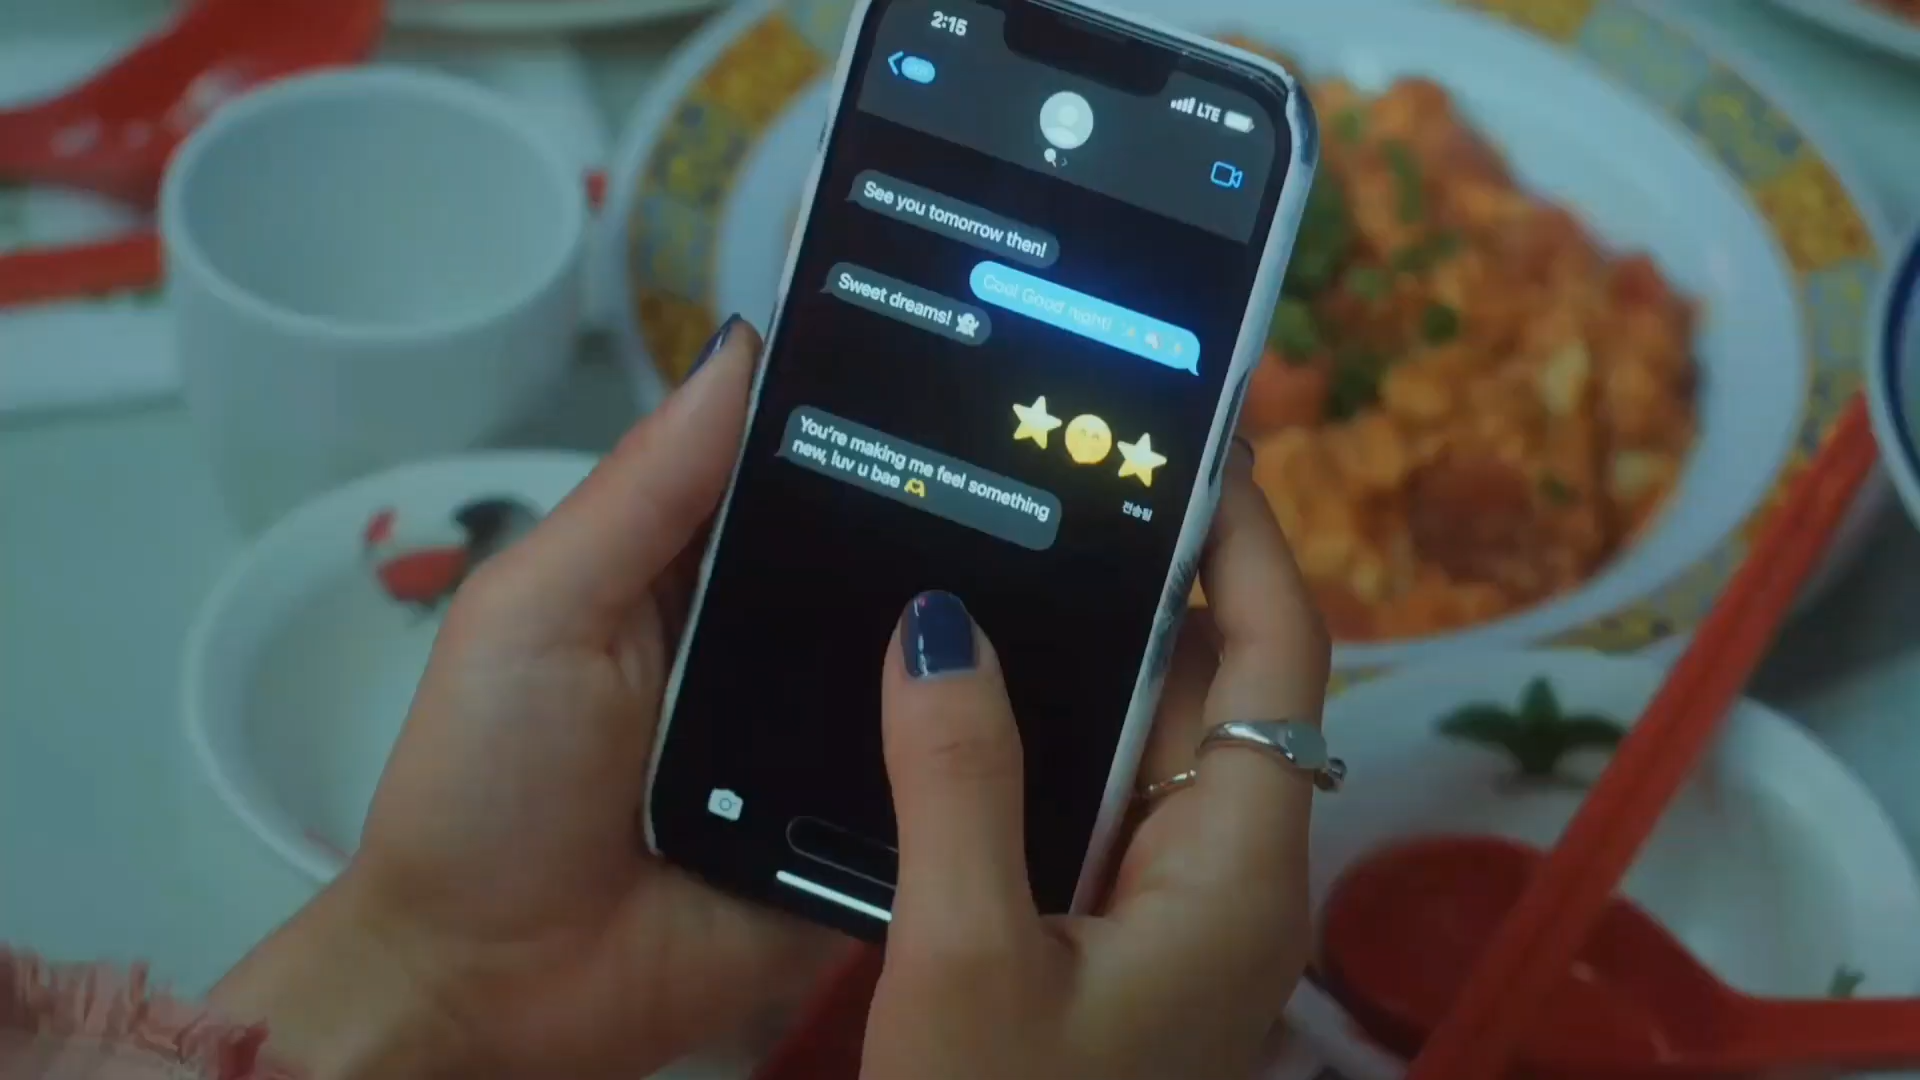 2:15
LTE
See you tomorrow then!
Cool Good night!
Sweet dreams!
You're making me feel something
new, luv u bae
전송됨